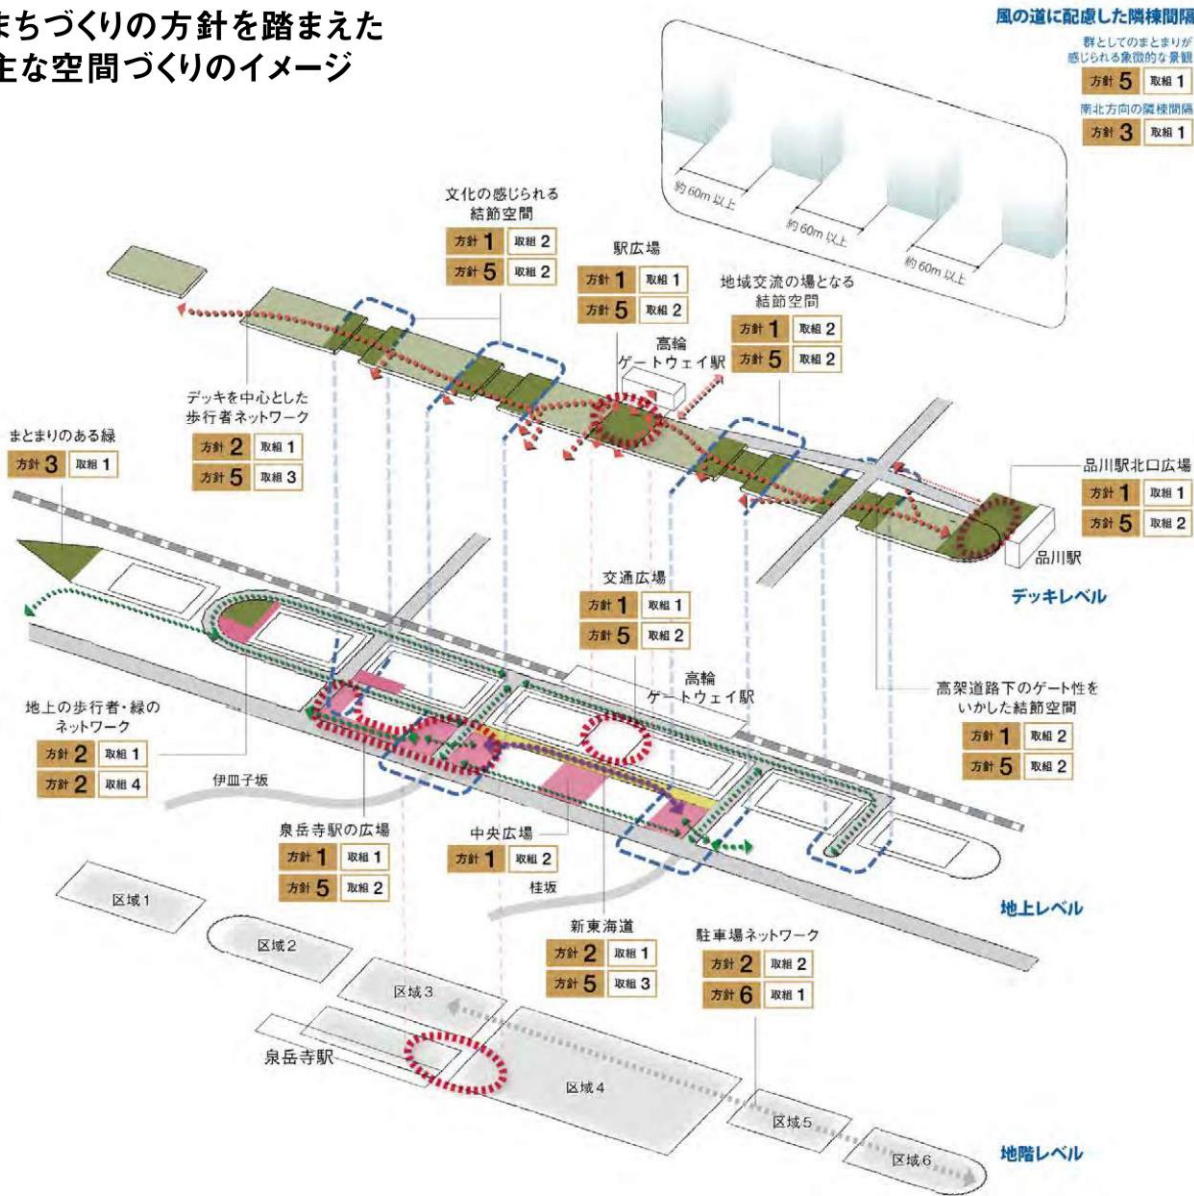 まちづくりの方針を踏まえた
主な空間づくりのイメージ
風の道に配慮した隣棟間隔
群としてのまとまりが
感じられる象徴的な景観
方針 5 取組 1
南北方向の隣棟間隔
方針 3 取組 1
約60m以上
約60m以上
約60m以上
文化の感じられる
結節空間
方針 1 取組 2
方針 5 取組 2
駅広場
方針 1 取組 1
方針 5 取組 2
高輪
ゲートウェイ駅
地域交流の場となる
結節空間
方針 1 取組 2
方針 5 取組 2
デッキを中心とした
歩行者ネットワーク
方針 2 取組 1
方針 5 取組 3
まとまりのある緑
方針 3 取組 1
品川駅北口広場
方針 1 取組 1
方針 5 取組 2
品川駅
デッキレベル
交通広場
方針 1 取組 1
方針 5 取組 2
高輪
ゲートウェイ駅
高架道路下のゲート性を
いかした結節空間
方針 1 取組 2
方針 5 取組 2
地上の歩行者・緑の
ネットワーク
方針 2 取組 1
方針 2 取組 4
伊皿子坂
泉岳寺駅の広場
方針 1 取組 1
方針 5 取組 2
中央広場
方針 1 取組 2
桂坂
地上レベル
新東海道
方針 2 取組 1
方針 5 取組 3
駐車場ネットワーク
方針 2 取組 2
方針 6 取組 1
区域1
区域2
区域3
泉岳寺駅
区域4
区域5
区域6
地階レベル